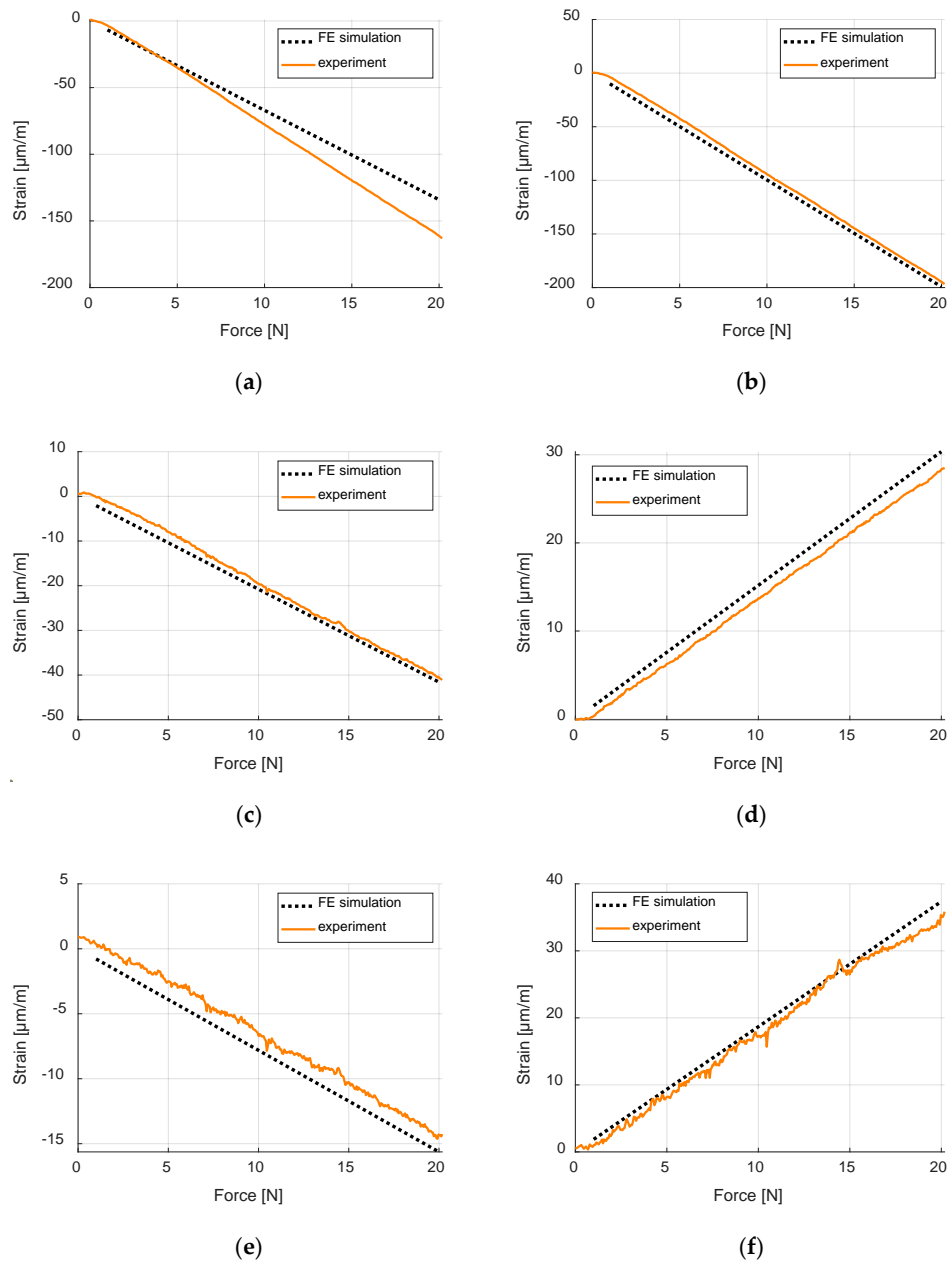 0
-50
-100
-150
-200
Strain [µm/m]
FE simulation
experiment
0 5 10 15 20
Force [N]
(a)
50
0
-50
-100
-150
-200
Strain [µm/m]
FE simulation
experiment
0 5 10 15 20
Force [N]
(b)
10
0
-10
-20
-30
-40
-50
Strain [µm/m]
FE simulation
experiment
0 5 10 15 20
Force [N]
(c)
30
20
10
0
Strain [µm/m]
FE simulation
experiment
0 5 10 15 20
Force [N]
(d)
5
0
-5
-10
-15
Strain [µm/m]
FE simulation
experiment
0 5 10 15 20
Force [N]
(e)
40
30
20
10
0
Strain [µm/m]
FE simulation
experiment
0 5 10 15 20
Force [N]
(f)